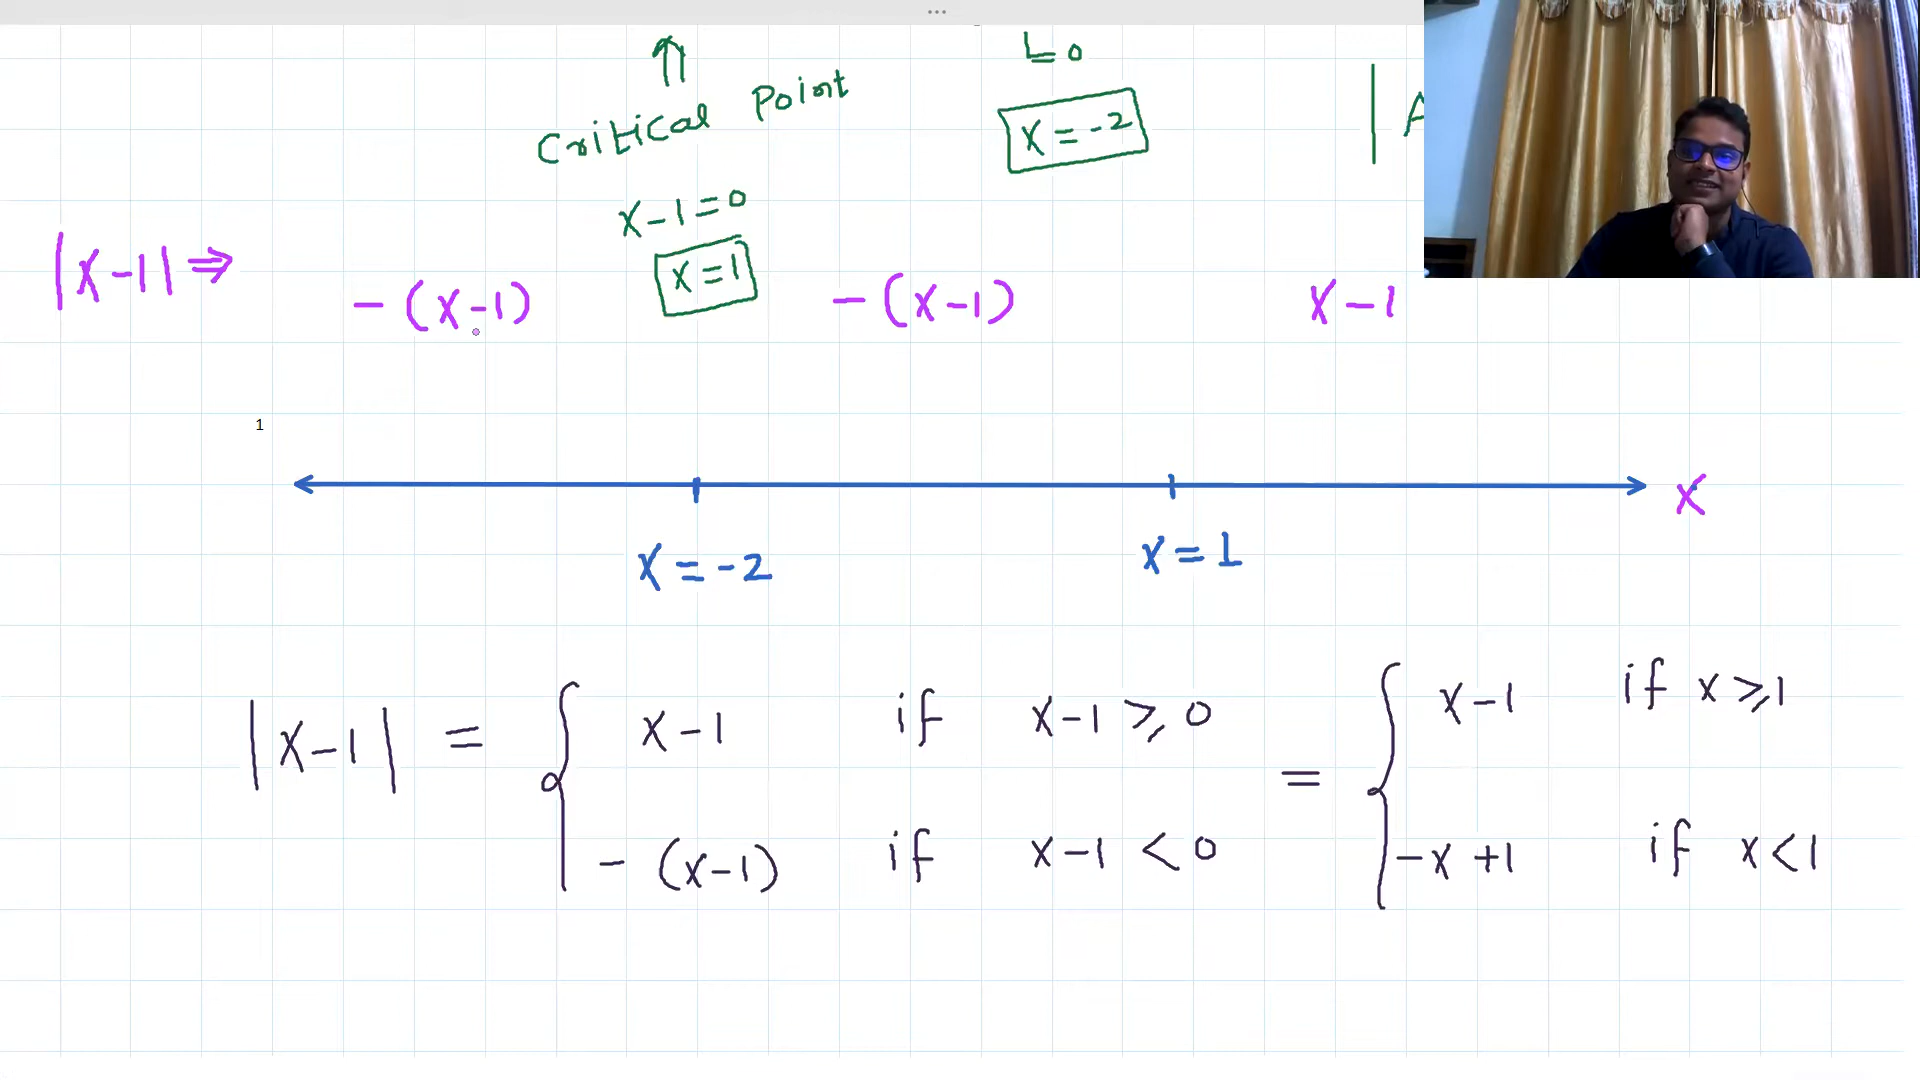 Critical Point
x = -2
x-1=0
x=1
|x-1| ⇒ -(x-1) -(x-1) x-1
1
x
x = -2 x = 1
|x-1| = { x-1 if x-1 ⩾ 0 = { x-1 if x ⩾ 1
-(x-1) if x-1 < 0 -x+1 if x<1